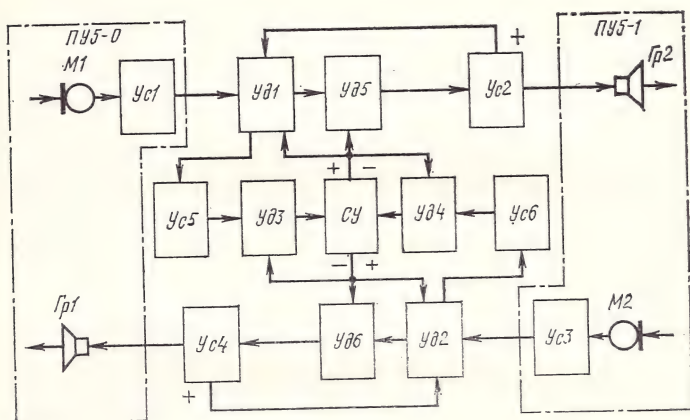 ПУ5-0
ПУ5-1
М1
Ус1
Уд1
Уд5
Ус2
+
Гр2
+ −
Ус5
Уд3
СУ
Уд4
Ус6
− +
Гр1
Ус4
+
Уд6
Уд2
Ус3
М2